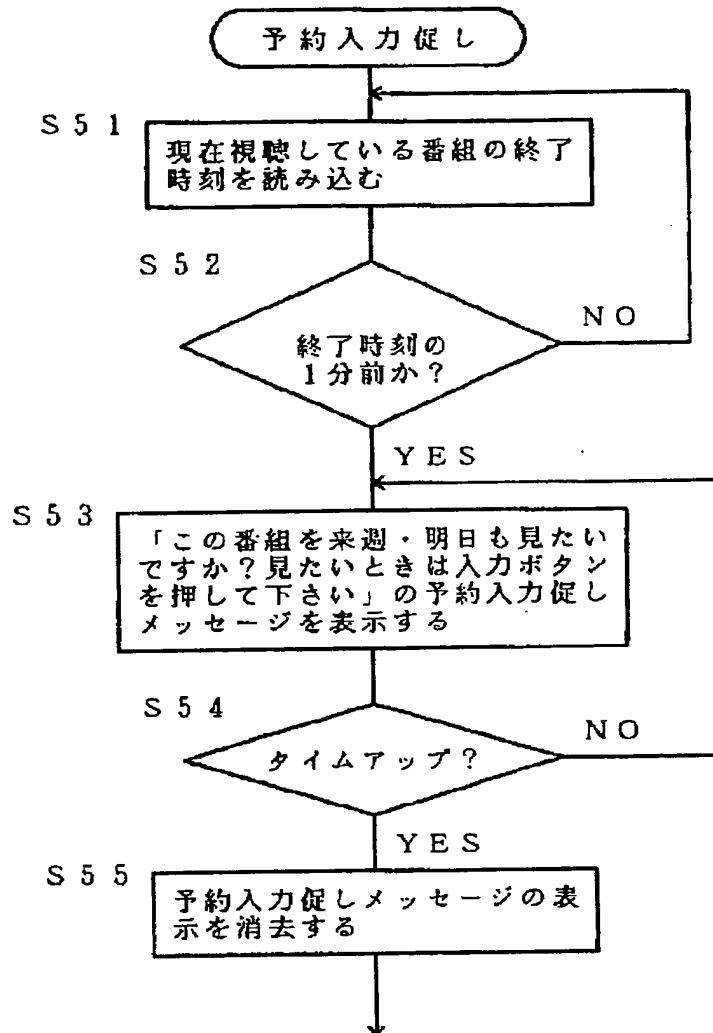 予約入力促し
S51
現在視聴している番組の終了
時刻を読み込む
S52
終了時刻の
1分前か?
NO
YES
S53
「この番組を来週・明日も見たい
ですか?見たいときは入力ボタン
を押して下さい」の予約入力促し
メッセージを表示する
S54
タイムアップ?
NO
YES
S55
予約入力促しメッセージの表
示を消去する